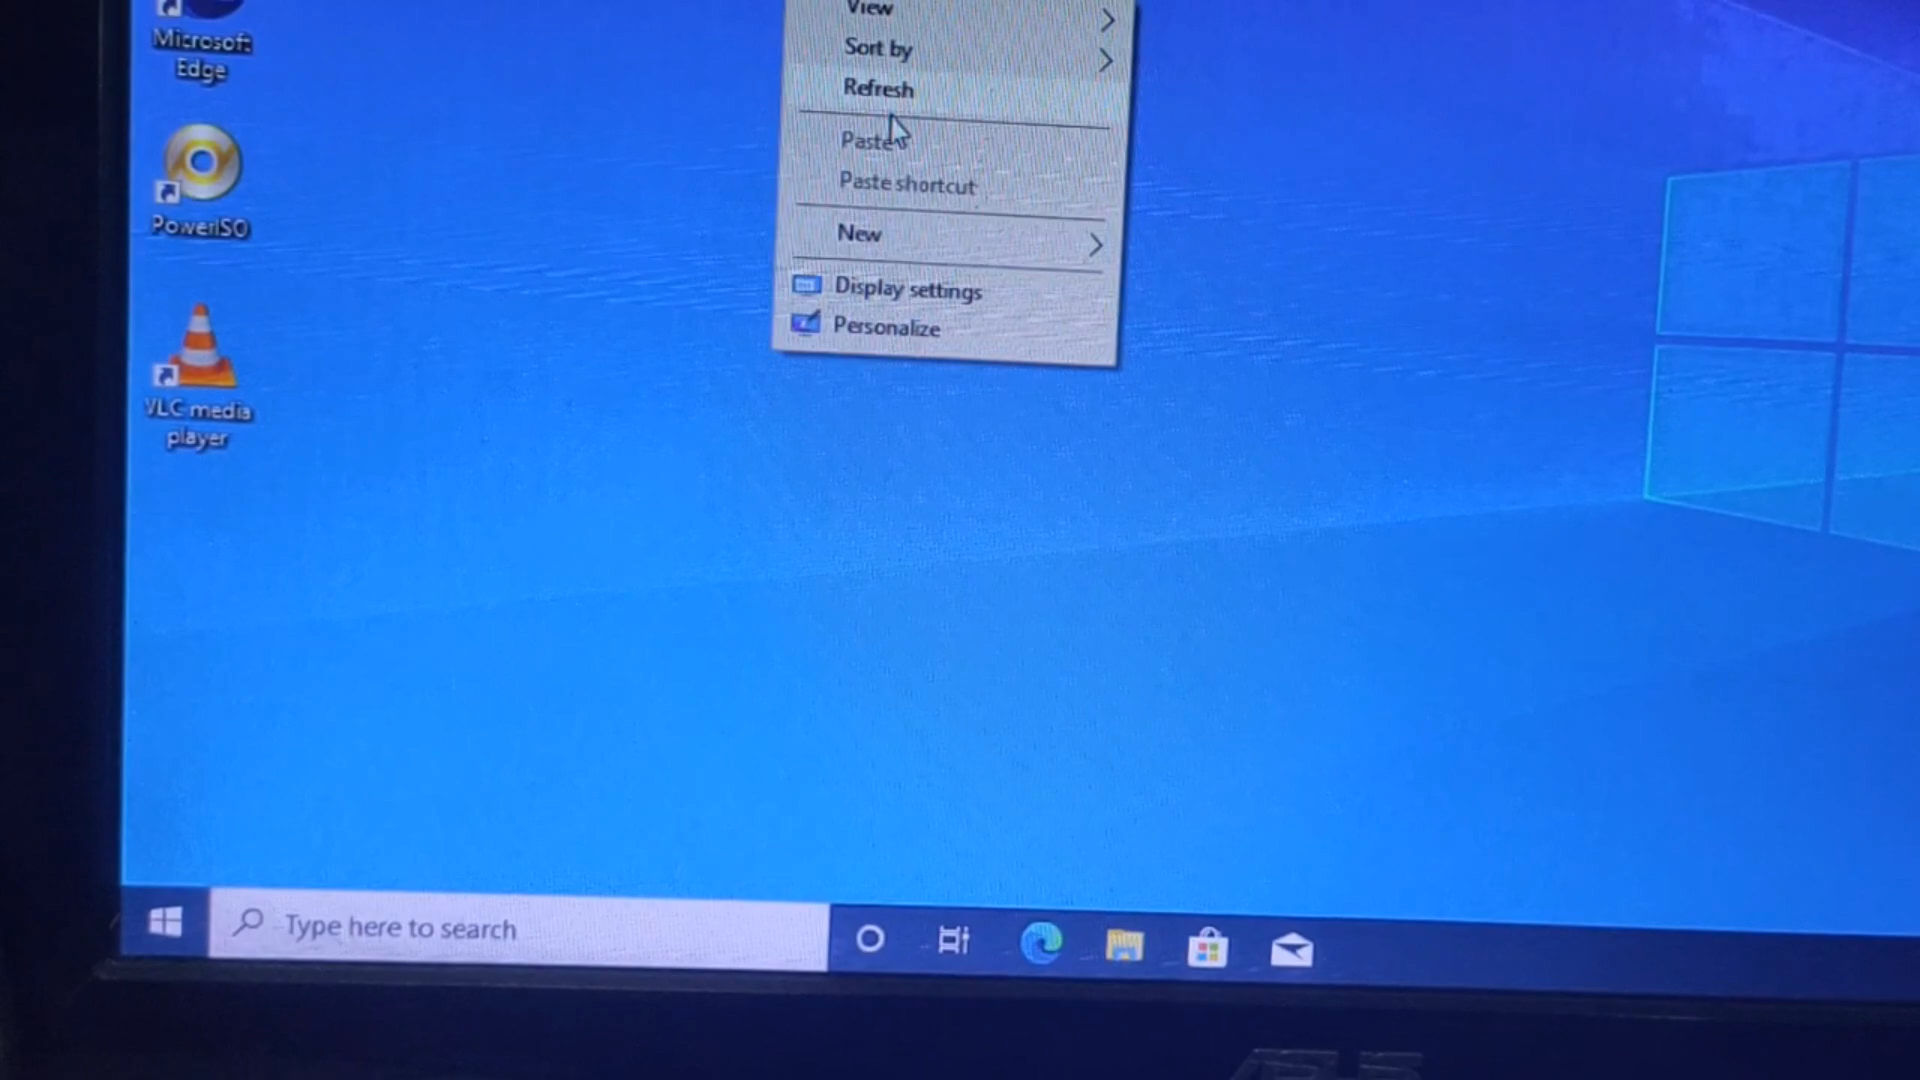 Microsoft
Edge
PowerISO
VLC media
player
View
Sort by
Refresh
Paste
Paste shortcut
New
Display settings
Personalize
Type here to search